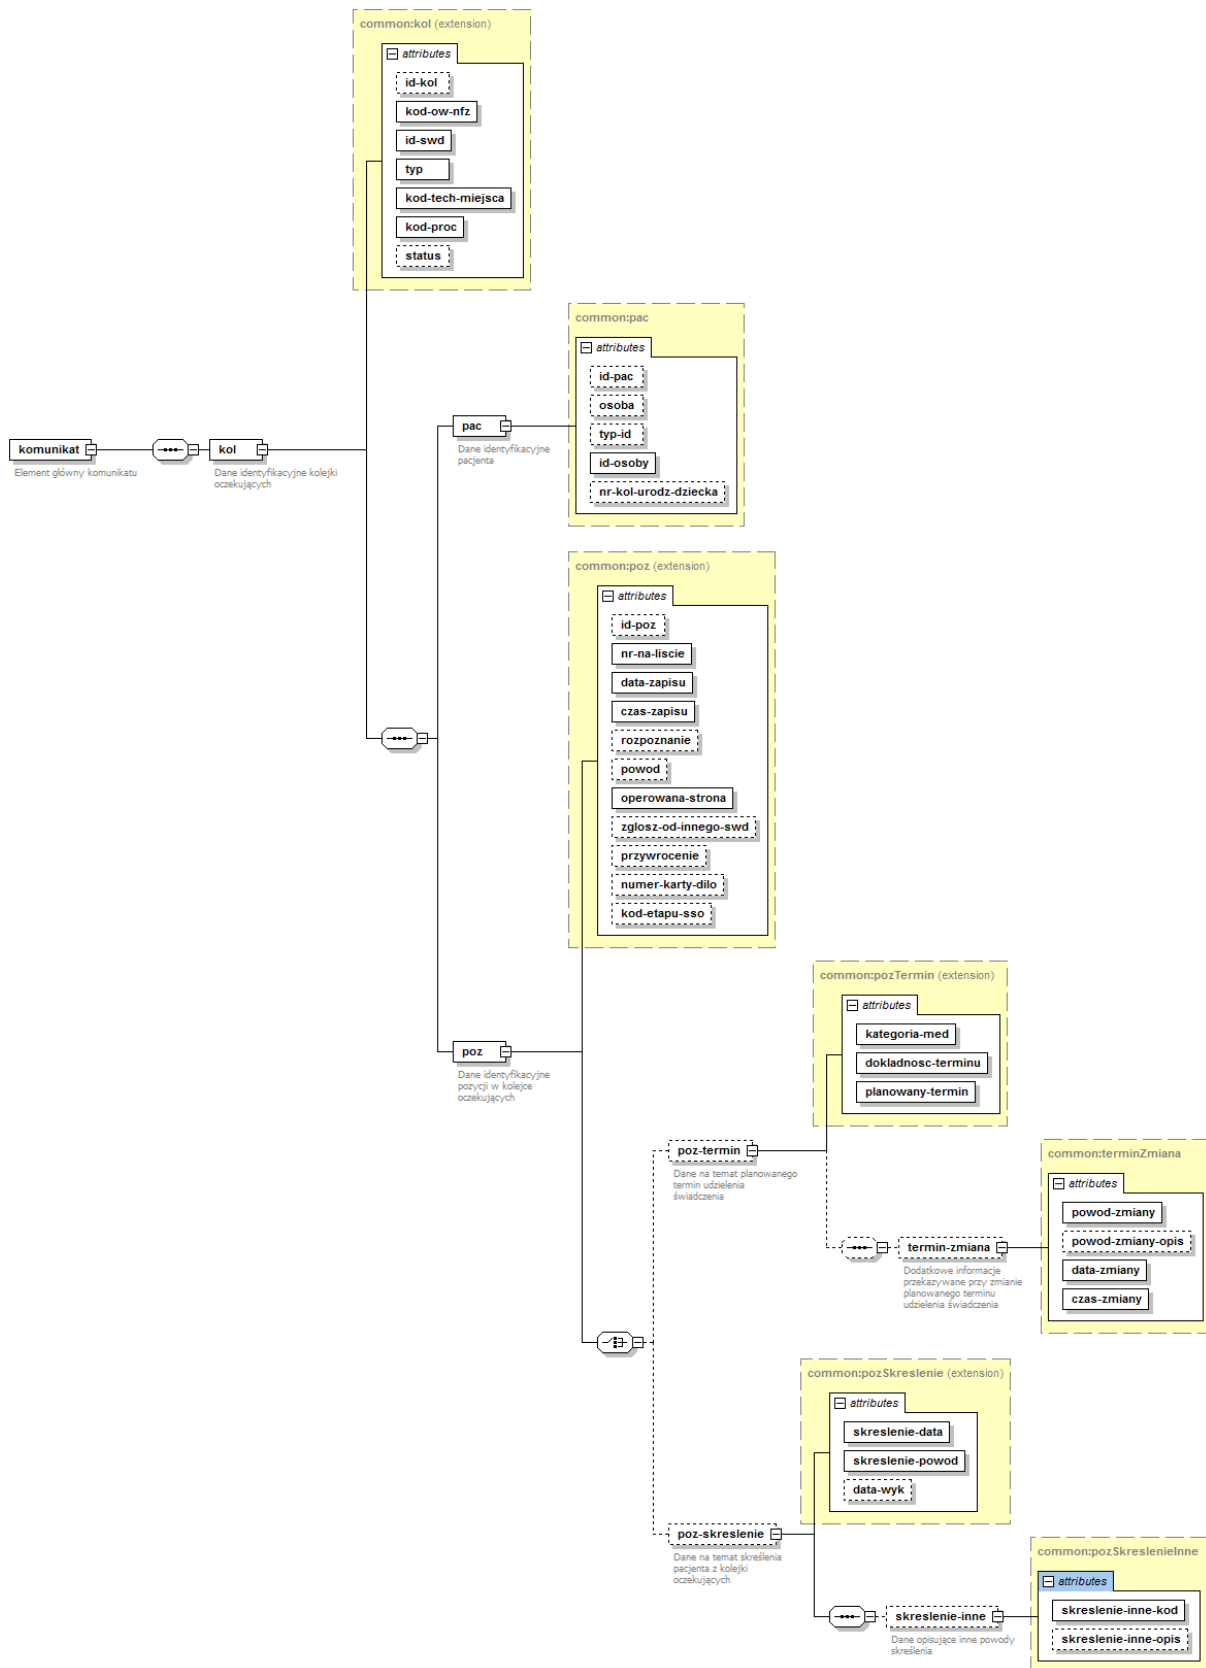 common:kol (extension)
attributes
id-kol
kod-ow-nfz
id-swd
typ
kod-tech-miejsca
kod-proc
status
common:pac
attributes
id-pac
osoba
typ-id
id-osoby
nr-kol-urodz-dziecka
pac
Dane identyfikacyjne
pacjenta
komunikat
Element główny komunikatu
kol
Dane identyfikacyjne kolejki
oczekujących
common:poz (extension)
attributes
id-poz
nr-na-liscie
data-zapisu
czas-zapisu
rozpoznanie
powod
operowana-strona
zglosz-od-innego-swd
przywrocenie
numer-karty-dilo
kod-etapu-sso
poz
Dane identyfikacyjne
pozycji w kolejce
oczekujących
common:pozTermin (extension)
attributes
kategoria-med
dokladnosc-terminu
planowany-termin
poz-termin
Dane na temat planowanego
termin udzielenia
świadczenia
common:terminZmiana
attributes
powod-zmiany
powod-zmiany-opis
data-zmiany
czas-zmiany
termin-zmiana
Dodatkowe informacje
przekazywane przy zmianie
planowanego terminu
udzielenia świadczenia
common:pozSkreslenie (extension)
attributes
skreslenie-data
skreslenie-powod
data-wyk
poz-skreslenie
Dane na temat skreślenia
pacjenta z kolejki
oczekujących
common:pozSkreslenieInne
attributes
skreslenie-inne-kod
skreslenie-inne-opis
skreslenie-inne
Dane opisujące inne powody
skreślenia